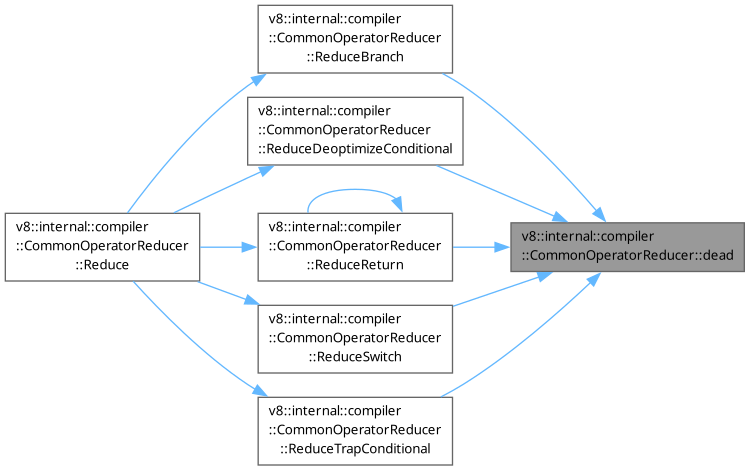 v8::internal::compiler
::CommonOperatorReducer
::ReduceBranch
v8::internal::compiler
::CommonOperatorReducer
::ReduceDeoptimizeConditional
v8::internal::compiler
::CommonOperatorReducer
::Reduce
v8::internal::compiler
::CommonOperatorReducer
::ReduceReturn
v8::internal::compiler
::CommonOperatorReducer::dead
v8::internal::compiler
::CommonOperatorReducer
::ReduceSwitch
v8::internal::compiler
::CommonOperatorReducer
::ReduceTrapConditional